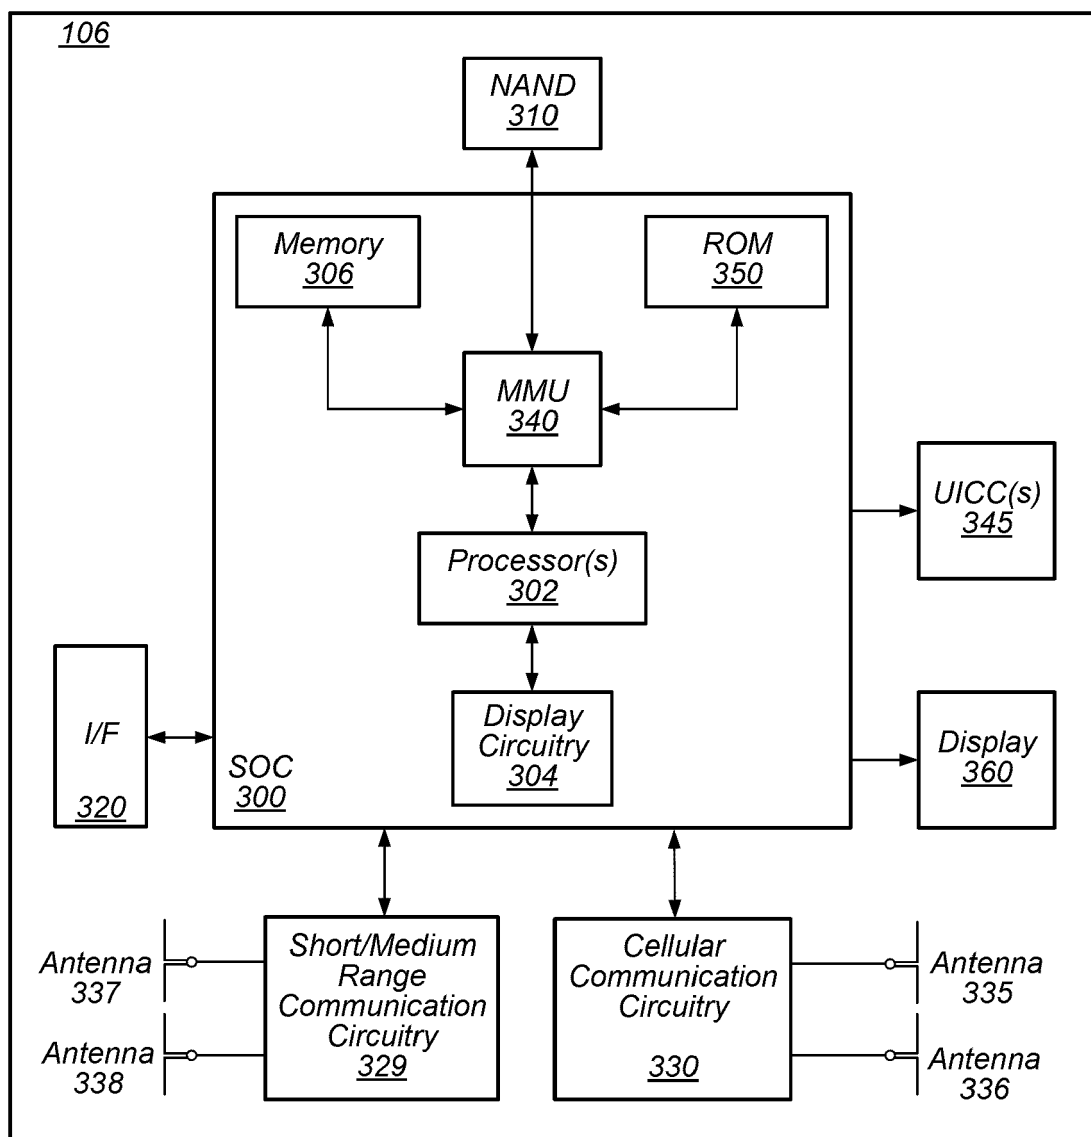 106
NAND
310
Memory
306
ROM
350
MMU
340
UICC(s)
345
Processor(s)
302
I/F
320
Display
Circuitry
304
SOC
300
Display
360
Antenna
337
Antenna
338
Short/Medium
Range
Communication
Circuitry
329
Cellular
Communication
Circuitry
330
Antenna
335
Antenna
336